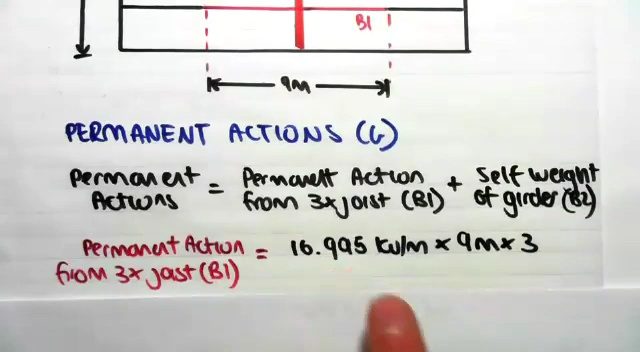 B1
9m
PERMANENT ACTIONS (G)
Permanent Actions = Permanent Action from 3x joist (B1) + Self weight of girder (B2)
Permanent Action from 3x joist (B1) = 16.995 kN/m × 9m × 3